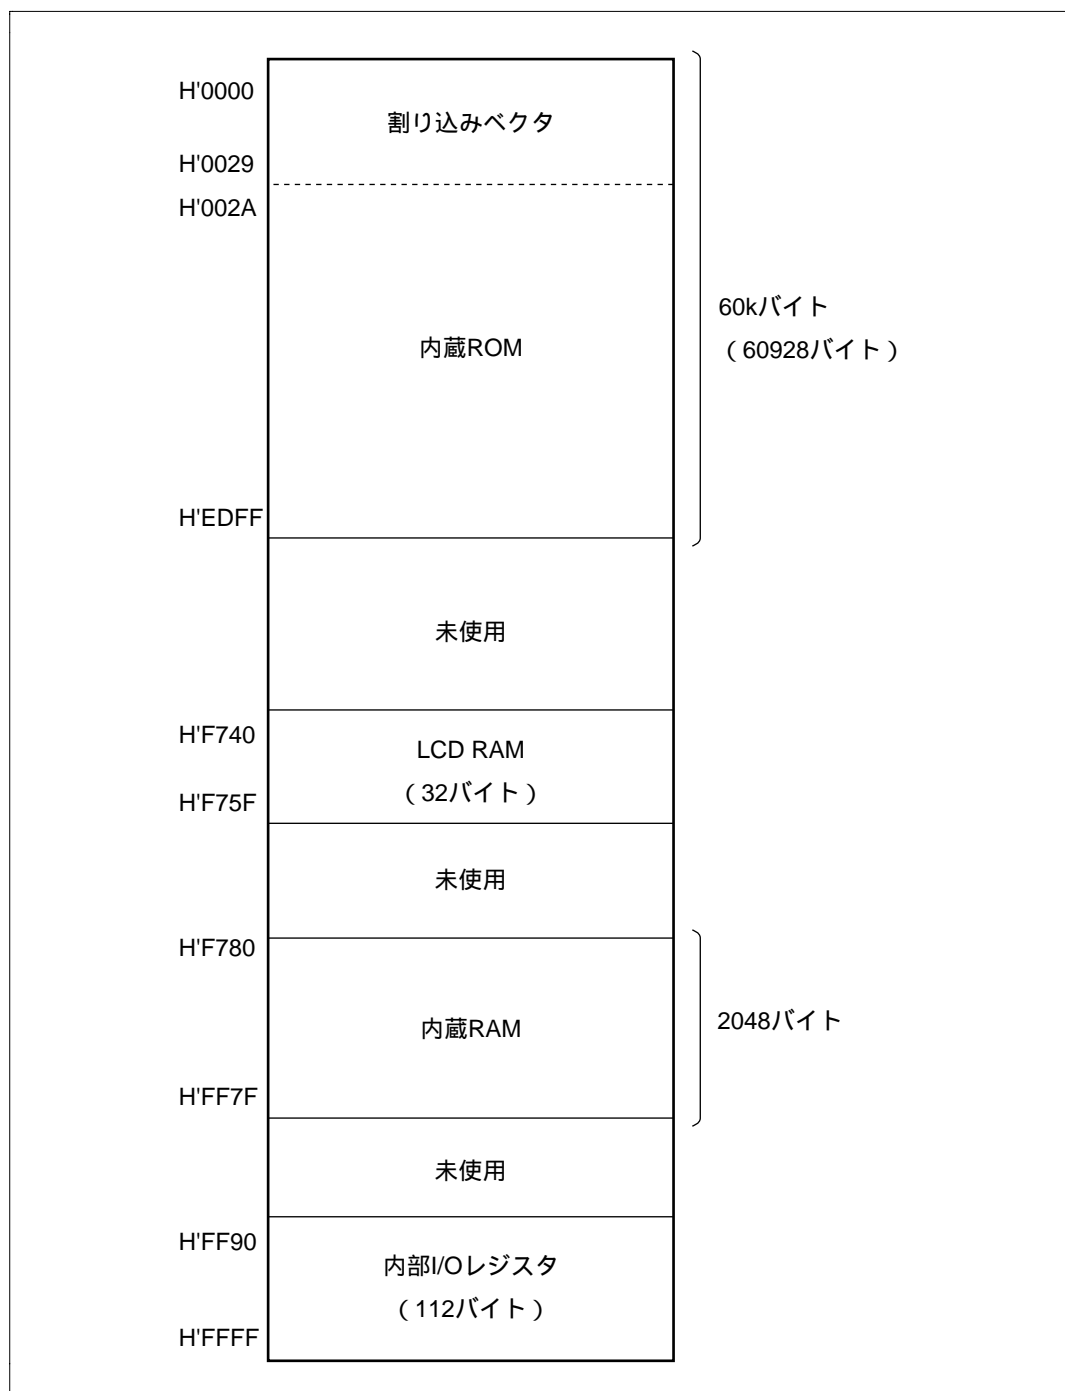 H'0000
割り込みベクタ
H'0029
H'002A
60kバイト
（60928バイト）
内蔵ROM
H'EDFF
未使用
H'F740
LCD RAM
（32バイト）
H'F75F
未使用
H'F780
内蔵RAM
2048バイト
H'FF7F
未使用
H'FF90
内部I/Oレジスタ
（112バイト）
H'FFFF